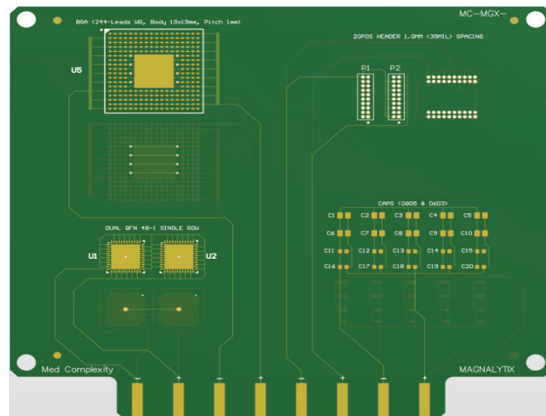 BGA (244-Leads WG, Body 19x19mm, Pitch 1mm)
MC-MGX-
20POS HEADER 1.0MM (39MIL) SPACING
U5
P1 P2
CAPS (0805 & 0603)
C1 C2 C3 C4 C5
C6 C7 C8 C9 C10
C11 C12 C13 C14 C15
C16 C17 C18 C19 C20
DUAL QFN 48-1 SINGLE ROW
U1 U2
- + - + - + - +
Med Complexity
MAGNALYTIX